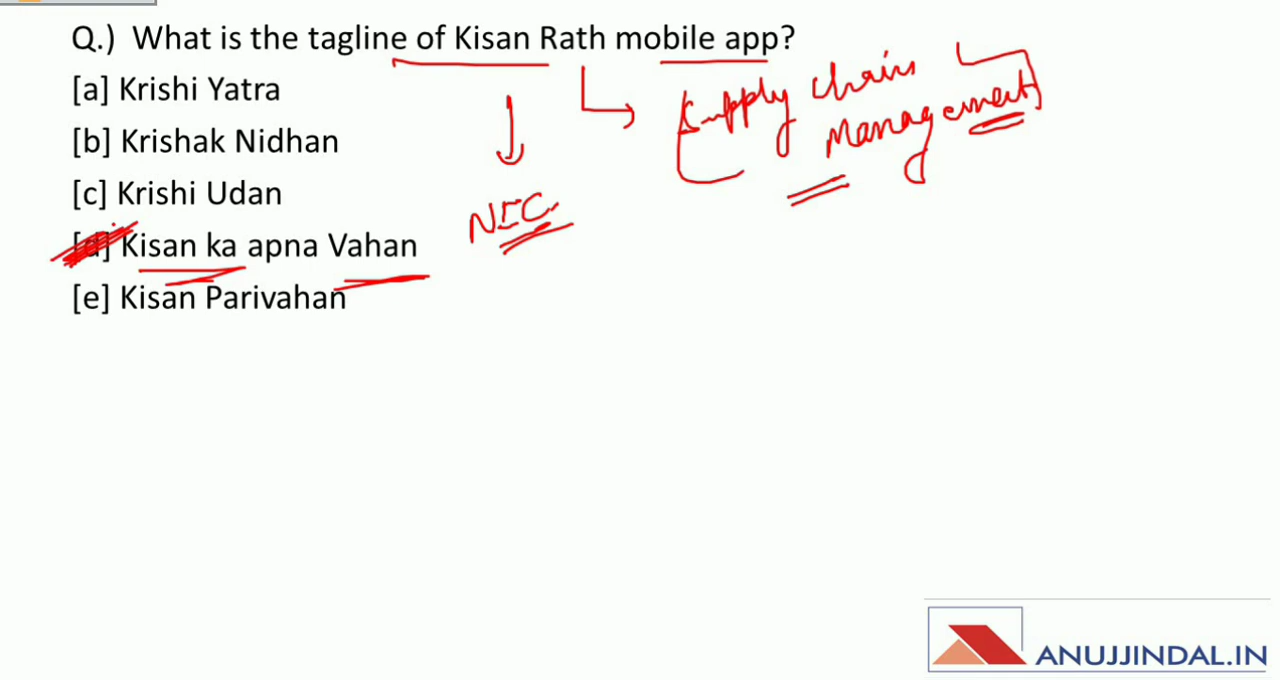 Q.) What is the tagline of Kisan Rath mobile app?
[a] Krishi Yatra
[b] Krishak Nidhan
[c] Krishi Udan
[d] Kisan ka apna Vahan
[e] Kisan Parivahan
Supply chain
management
NIC
ANUJJINDAL.IN